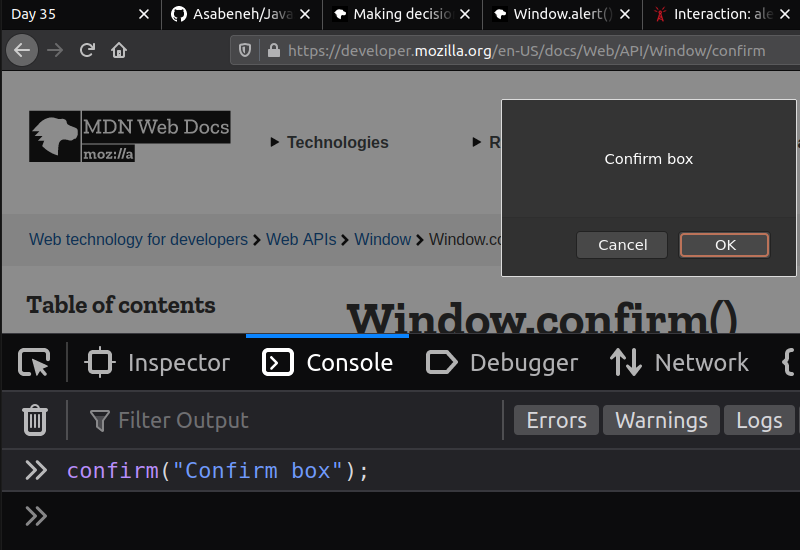 Day 35
Asabeneh/Java
Making decisio
Window.alert()
Interaction: ale
https://developer.mozilla.org/en-US/docs/Web/API/Window/confirm
MDN Web Docs
moz://a
Technologies
R
Confirm box
Cancel
OK
Web technology for developers
Web APIs
Window
Window.co
Table of contents
Window.confirm()
Inspector
Console
Debugger
Network
{
Filter Output
Errors
Warnings
Logs
confirm("Confirm box");